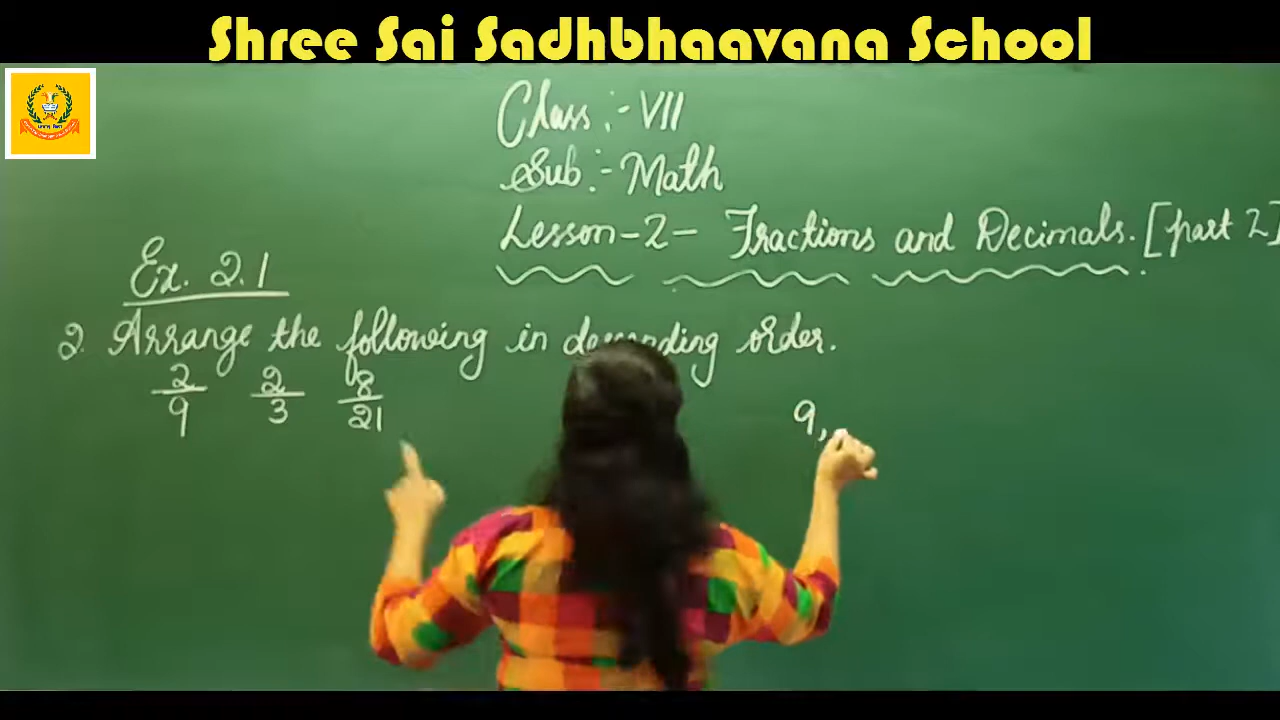 Shree Sai Sadhbhaavana School
Class :- VII
Sub :- Math
Lesson - 2 - Fractions and Decimals. [part 2]
Ex. 2.1
2. Arrange the following in descending order.
2/9 2/3 8/21
9,